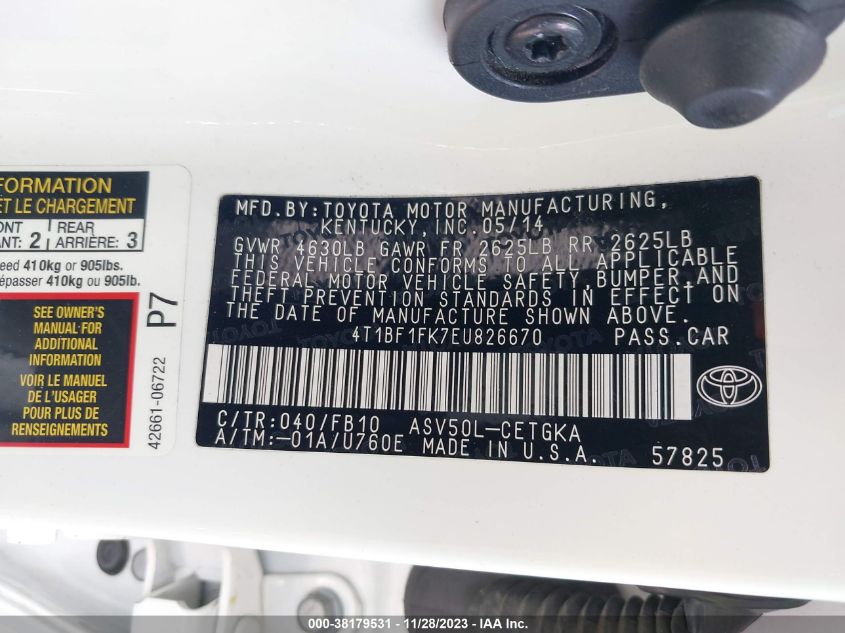 FORMATION
ET LE CHARGEMENT
ONT
ANT: 2
REAR
ARRIÈRE: 3
eed 410kg or 905lbs.
épasser 410kg ou 905lb.
SEE OWNER'S
MANUAL FOR
ADDITIONAL
INFORMATION
VOIR LE MANUEL
DE L'USAGER
POUR PLUS DE
RENSEIGNEMENTS
42661-06722 P7
MFD.BY:TOYOTA MOTOR MANUFACTURING,
KENTUCKY,INC.05/14
GVWR 4630LB GAWR FR 2625LB RR 2625LB
THIS VEHICLE CONFORMS TO ALL APPLICABLE
FEDERAL MOTOR VEHICLE SAFETY,BUMPER,AND
THEFT PREVENTION STANDARDS IN EFFECT ON
THE DATE OF MANUFACTURE SHOWN ABOVE.
4T1BF1FK7EU826670 PASS.CAR
C/TR:040/FB10 ASV50L-CETGKA
A/TM:-01A/U760E MADE IN U.S.A. 57825
000-38179531 - 11/28/2023 - IAA Inc.